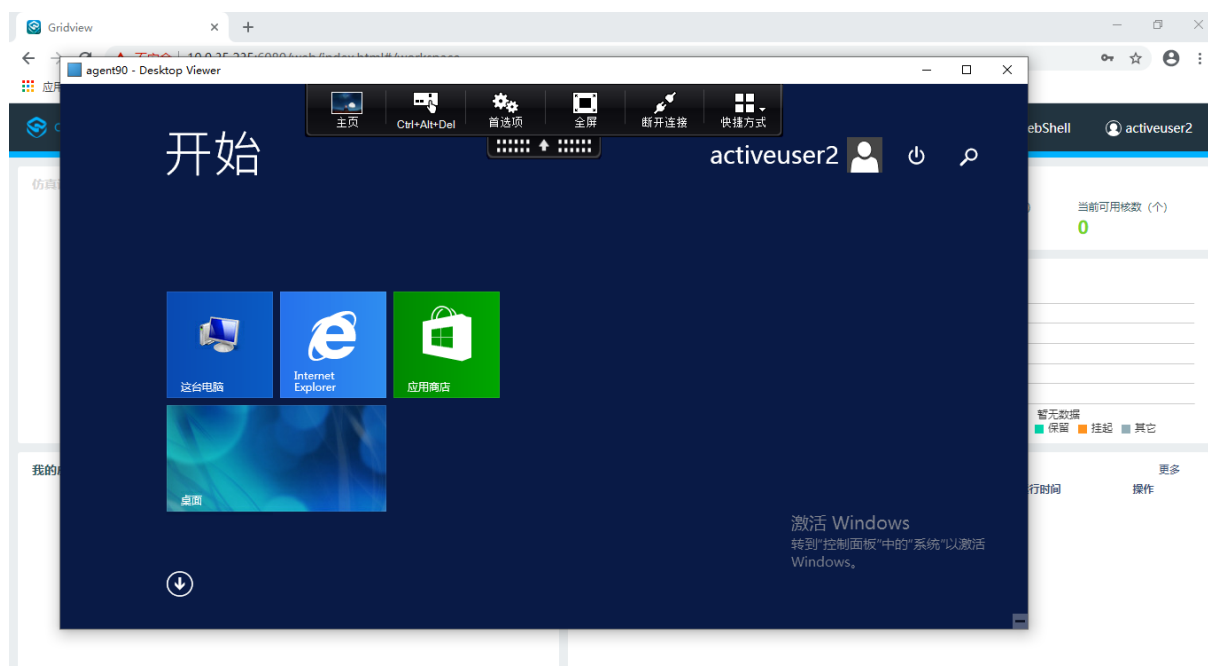 Gridview
agent90 - Desktop Viewer
应用
主页
Ctrl+Alt+Del
首选项
全屏
断开连接
快捷方式
ebShell
activeuser2
开始
activeuser2
仿真
当前可用核数（个）
0
这台电脑
Internet
Explorer
应用商店
桌面
暂无数据
保留
挂起
其它
我的
更多
行时间
操作
激活 Windows
转到"控制面板"中的"系统"以激活
Windows。